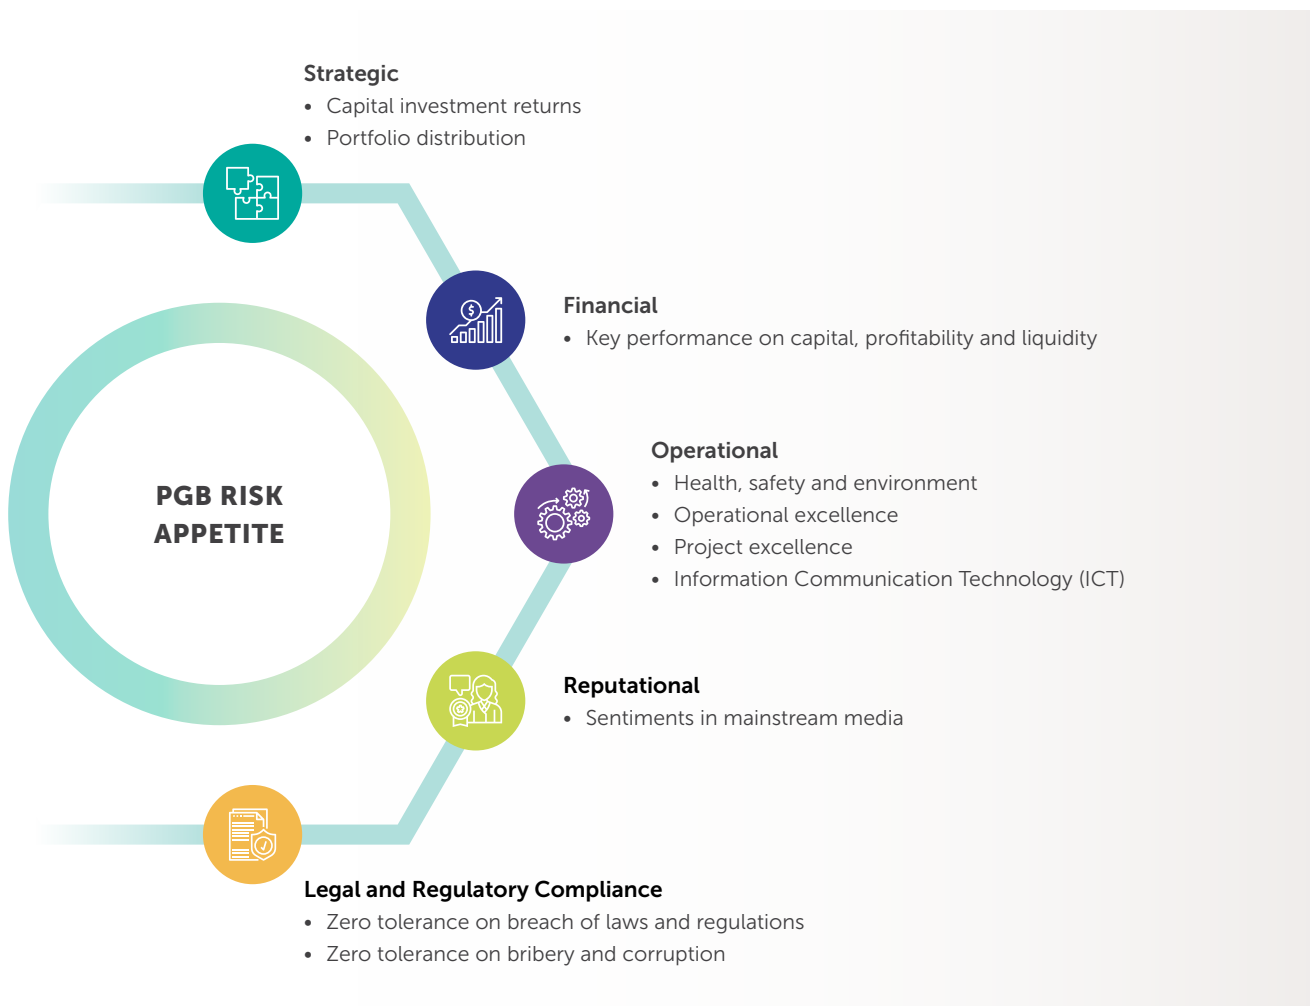 Strategic
• Capital investment returns
• Portfolio distribution
Financial
• Key performance on capital, profitability and liquidity
PGB RISK
APPETITE
Operational
• Health, safety and environment
• Operational excellence
• Project excellence
• Information Communication Technology (ICT)
Reputational
• Sentiments in mainstream media
Legal and Regulatory Compliance
• Zero tolerance on breach of laws and regulations
• Zero tolerance on bribery and corruption